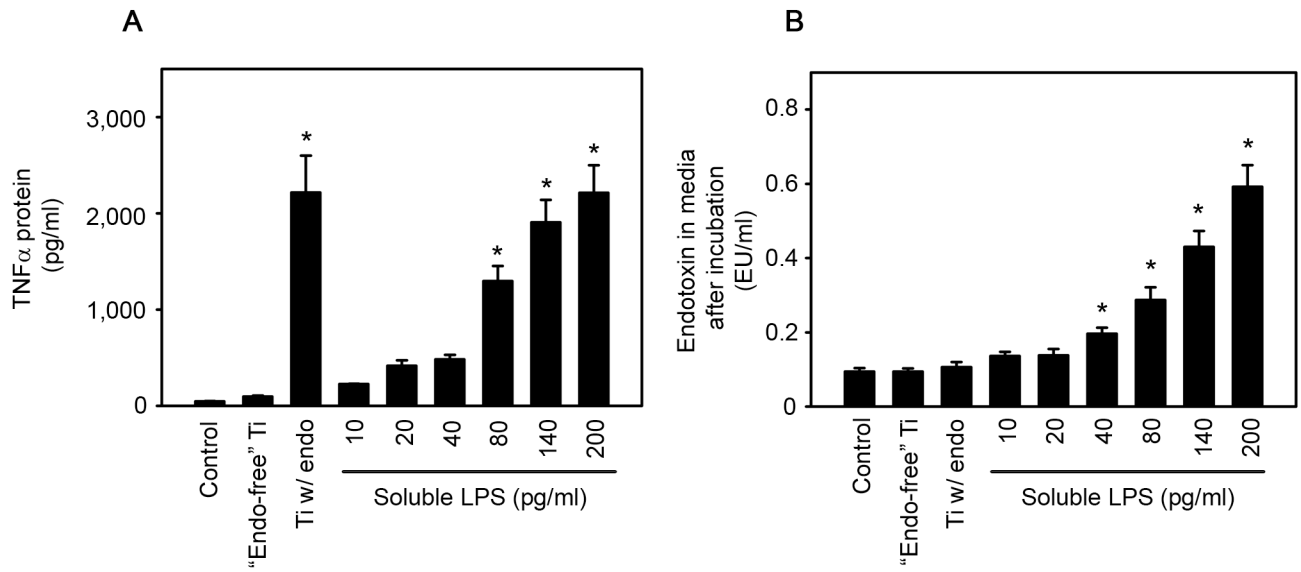 A
TNFα protein
(pg/ml)
3,000
2,000
1,000
0
*
*
*
*
Control
“Endo-free” Ti
Ti w/ endo
10
20
40
80
140
200
Soluble LPS (pg/ml)
B
Endotoxin in media
after incubation
(EU/ml)
0.8
0.6
0.4
0.2
0
*
*
*
*
Control
“Endo-free” Ti
Ti w/ endo
10
20
40
80
140
200
Soluble LPS (pg/ml)